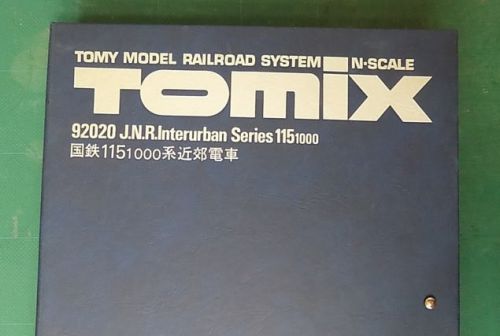 TOMY MODEL RAILROAD SYSTEM N•SCALE
TOMIX
92020 J.N.R.Interurban Series 1151000
国鉄1151000系近郊電車